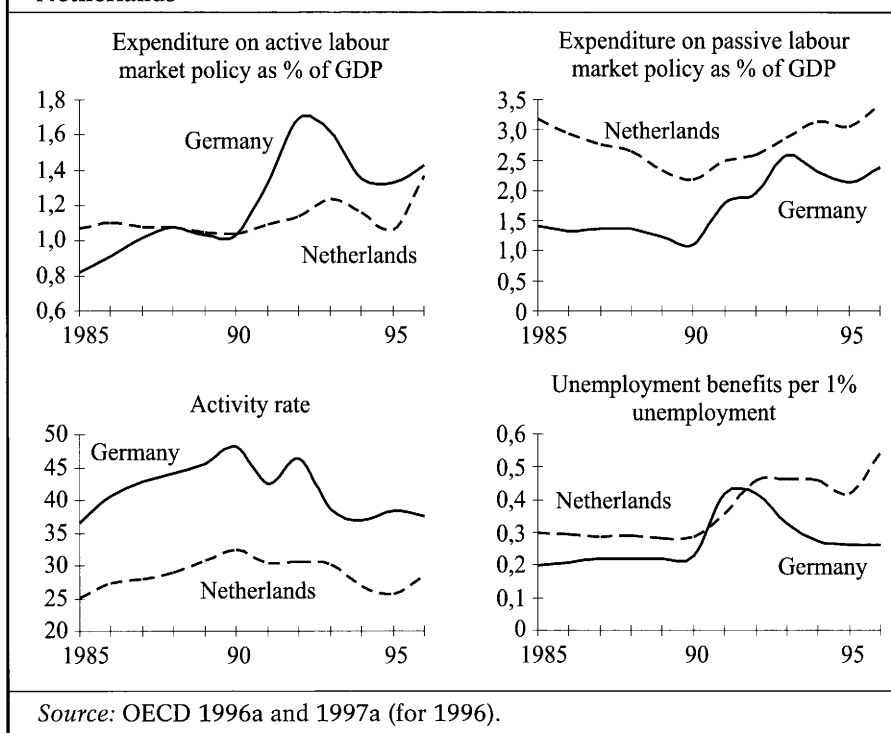 Netherlands
Expenditure on active labour
market policy as % of GDP
1,8
1,6
1,4
1,2
1,0
0,8
0,6
Germany
Netherlands
1985
90
95
Expenditure on passive labour
market policy as % of GDP
3,5
3,0
2,5
2,0
1,5
1,0
0,5
0
Netherlands
Germany
1985
90
95
Activity rate
50
45
40
35
30
25
20
Germany
Netherlands
1985
90
95
Unemployment benefits per 1%
unemployment
0,6
0,5
0,4
0,3
0,2
0,1
0
Netherlands
Germany
1985
90
95
Source: OECD 1996a and 1997a (for 1996).